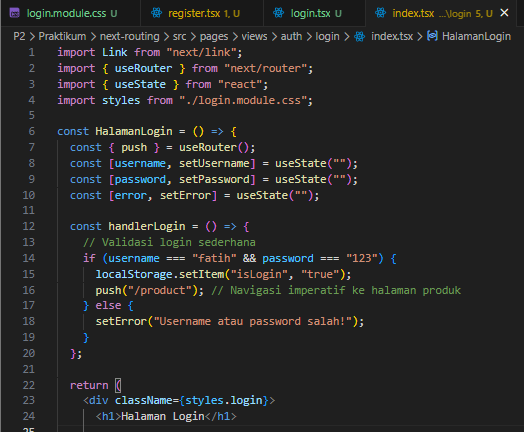 login.module.css U register.tsx 1, U login.tsx U index.tsx ...\login 5, U
P2 > Praktikum > next-routing > src > pages > views > auth > login > index.tsx > HalamanLogin
1 import Link from "next/link";
2 import { useRouter } from "next/router";
3 import { useState } from "react";
4 import styles from "./login.module.css";
5
6 const HalamanLogin = () => {
7 const { push } = useRouter();
8 const [username, setUsername] = useState("");
9 const [password, setPassword] = useState("");
10 const [error, setError] = useState("");
11
12 const handlerLogin = () => {
13 // Validasi login sederhana
14 if (username === "fatih" && password === "123") {
15 localStorage.setItem("isLogin", "true");
16 push("/product"); // Navigasi imperatif ke halaman produk
17 } else {
18 setError("Username atau password salah!");
19 }
20 };
21
22 return (
23 <div className={styles.login}>
24 <h1>Halaman Login</h1>